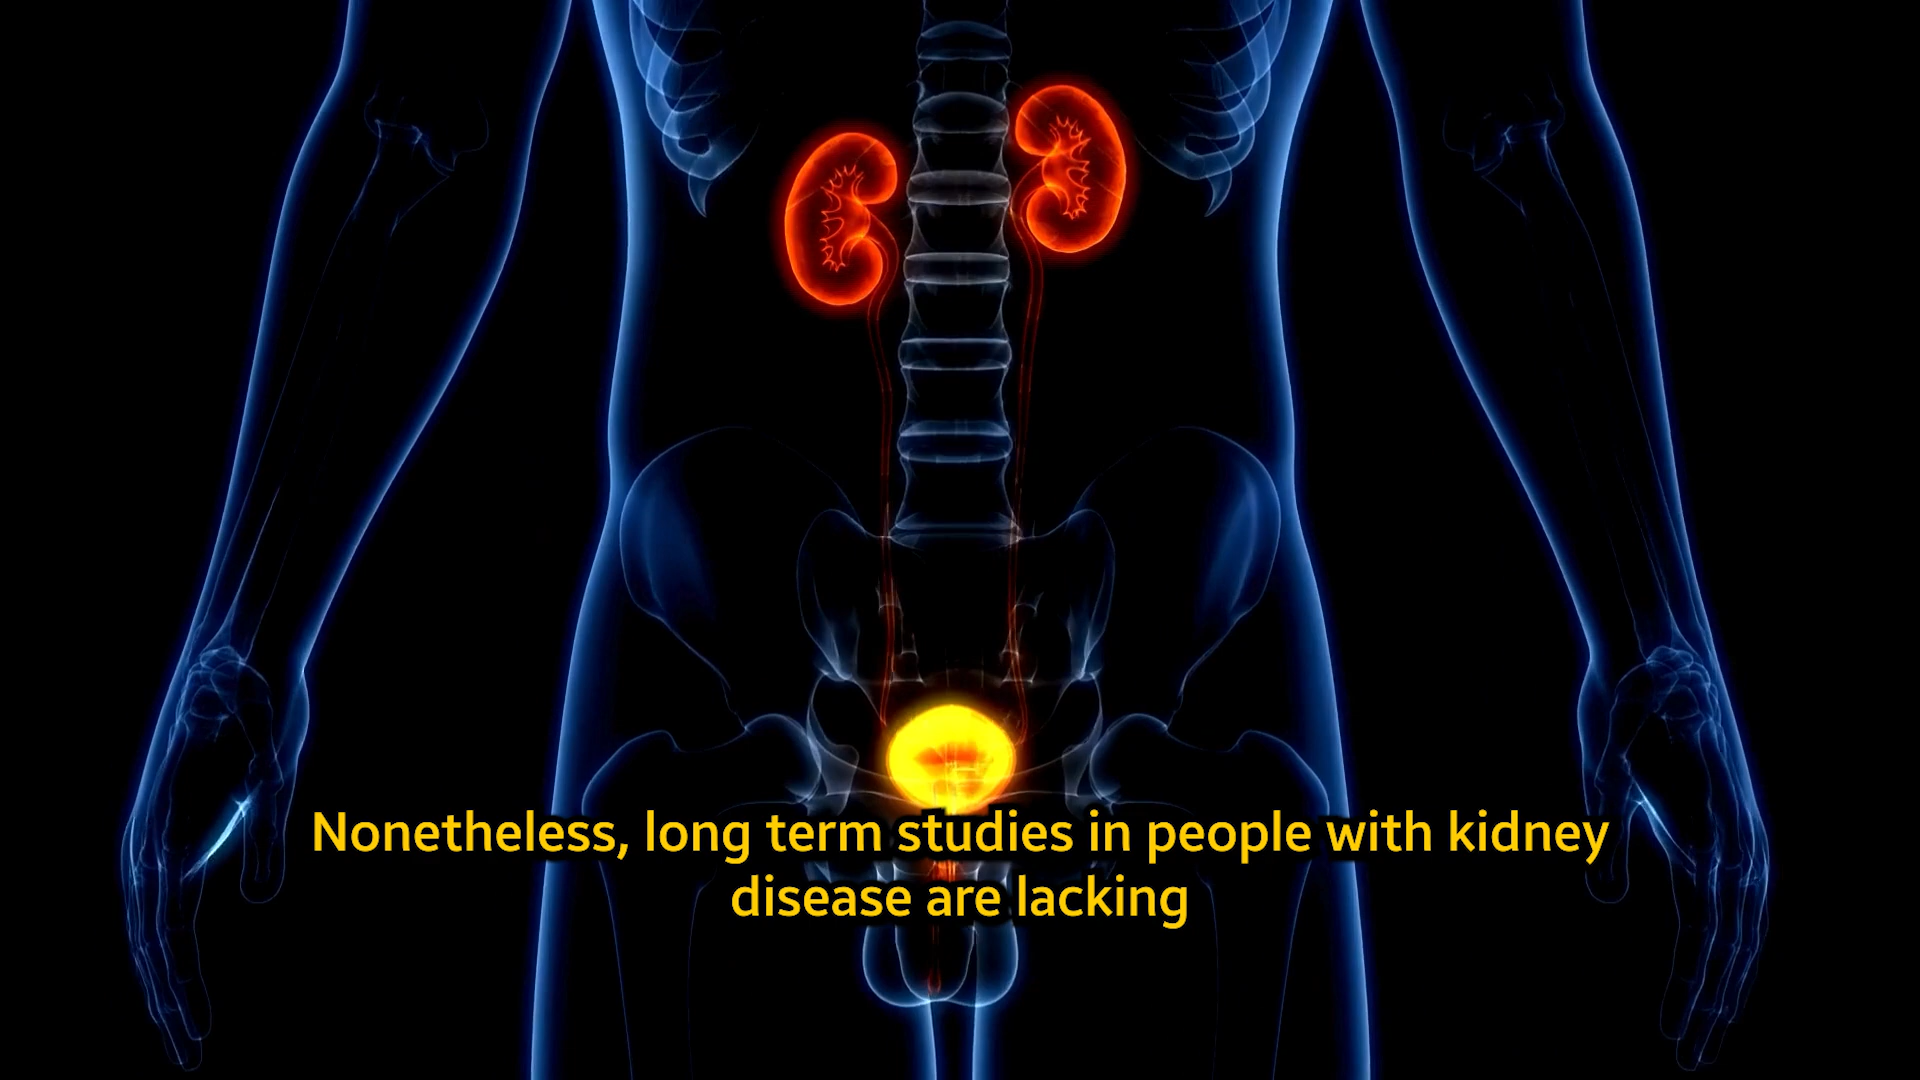 Nonetheless, long term studies in people with kidney
disease are lacking